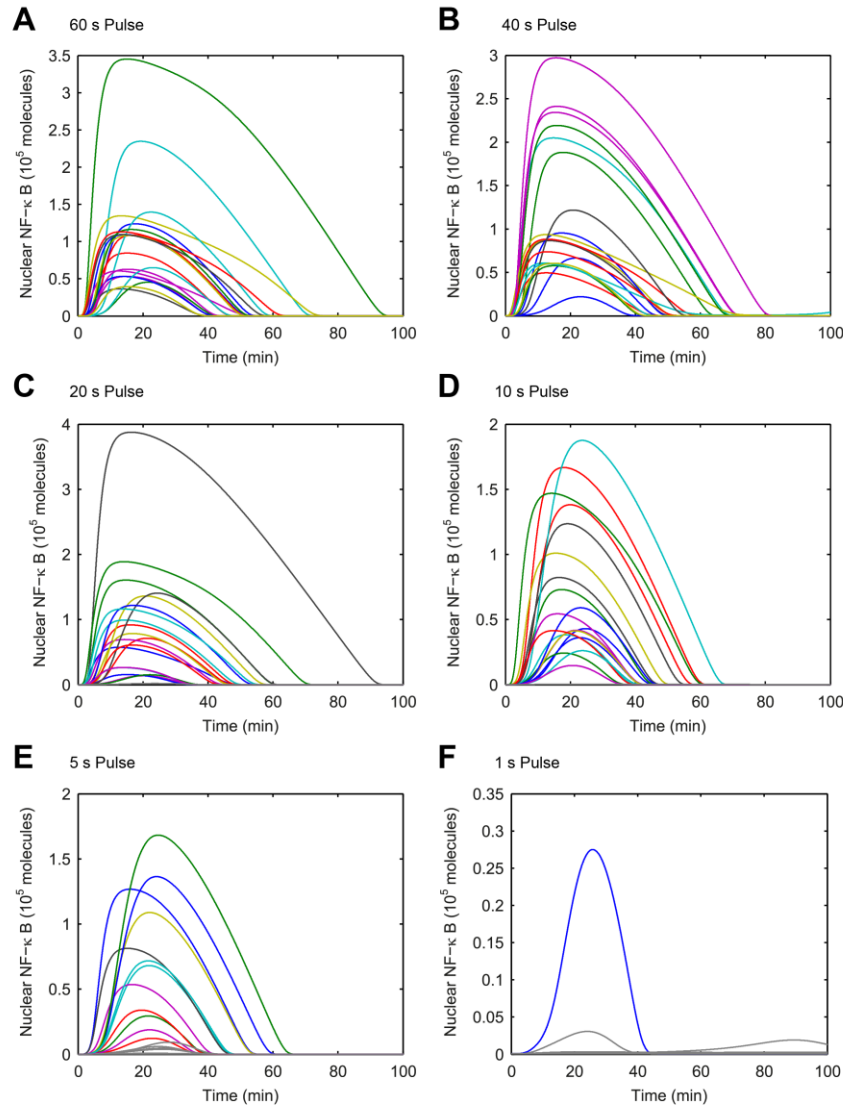 A 60 s Pulse
Nuclear NF-κ B (10⁵ molecules)
3.5
3
2.5
2
1.5
1
0.5
0
0 20 40 60 80 100
Time (min)
B 40 s Pulse
Nuclear NF-κ B (10⁵ molecules)
3
2.5
2
1.5
1
0.5
0
0 20 40 60 80 100
Time (min)
C 20 s Pulse
Nuclear NF-κ B (10⁵ molecules)
4
3
2
1
0
0 20 40 60 80 100
Time (min)
D 10 s Pulse
Nuclear NF-κ B (10⁵ molecules)
2
1.5
1
0.5
0
0 20 40 60 80 100
Time (min)
E 5 s Pulse
Nuclear NF-κ B (10⁵ molecules)
2
1.5
1
0.5
0
0 20 40 60 80 100
Time (min)
F 1 s Pulse
Nuclear NF-κ B (10⁵ molecules)
0.35
0.3
0.25
0.2
0.15
0.1
0.05
0
0 20 40 60 80 100
Time (min)